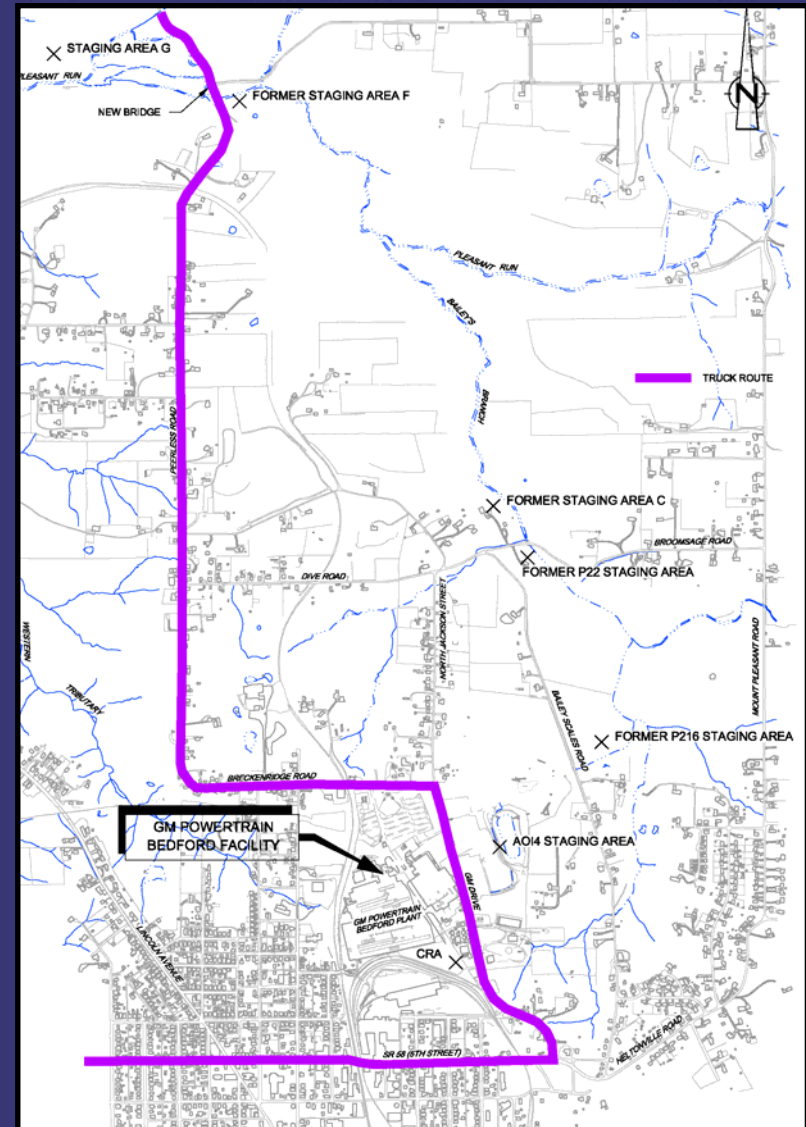 STAGING AREA G
PLEASANT RUN
NEW BRIDGE
FORMER STAGING AREA F
N
PLEASANT RUN
BAILEY'S
BRANCH
TRUCK ROUTE
PEERLESS ROAD
FORMER STAGING AREA C
BROOMSAGE ROAD
FORMER P22 STAGING AREA
DIVE ROAD
NORTH JACKSON STREET
WESTERN
TRIBUTARY
MOUNT PLEASANT ROAD
BAILEY SCALES ROAD
FORMER P216 STAGING AREA
BRECKENRIDGE ROAD
GM POWERTRAIN
BEDFORD FACILITY
AOI4 STAGING AREA
GM DRIVE
GM POWERTRAIN
BEDFORD PLANT
LINCOLN AVENUE
CRA
SR 58 (5TH STREET)
HELTONVILLE ROAD